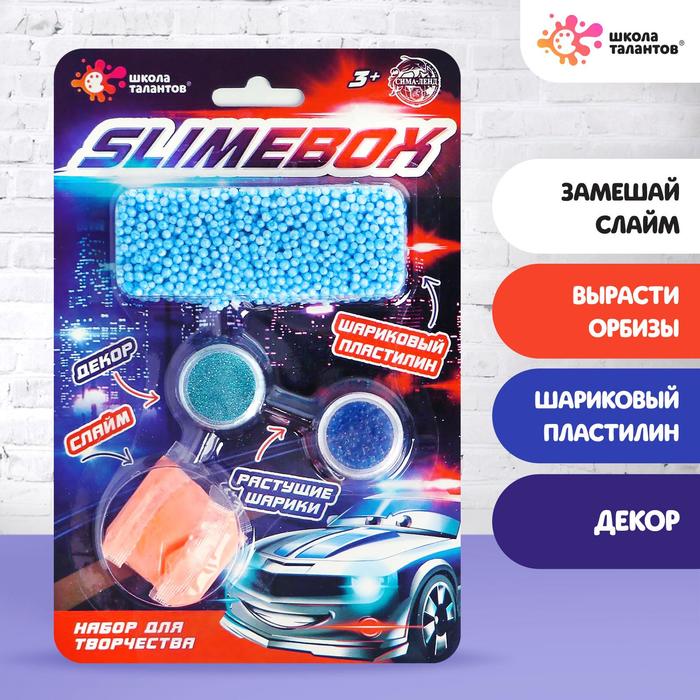 ШКОЛА
ТАЛАНТОВ®
3+
СИМА-ЛЕНД
SLIMEBOX
ШАРИКОВЫЙ
ПЛАСТИЛИН
ДЕКОР
СЛАЙМ
РАСТУЩИЕ
ШАРИКИ
НАБОР ДЛЯ
ТВОРЧЕСТВА
ШКОЛА
ТАЛАНТОВ®
ЗАМЕШАЙ
СЛАЙМ
ВЫРАСТИ
ОРБИЗЫ
ШАРИКОВЫЙ
ПЛАСТИЛИН
ДЕКОР